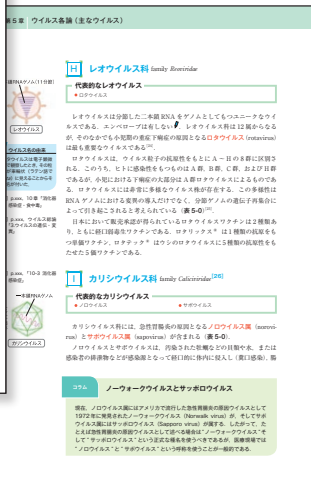 第5章 ウイルス各論（主なウイルス）
H レオウイルス科 family Reoviridae
代表的なレオウイルス
●ロタウイルス
レオウイルスは分節した二本鎖 RNA をゲノムとしてもつユニークなウイ
ルスである．エンベロープは有しない．レオウイルス科には 12 属からなる
が，そのなかでも小児期の重症下痢症の原因となるロタウイルス (rotavirus)
は最も重要なウイルスである
ロタウイルスは，ウイルス粒子の抗原性をもとに A－Ⅱの8群に区別さ
れる．このうち，ヒトに感染性をもつものは A 群，B 群，C 群，および H 群
であるが，小児における下痢症の大部分は A 群ロタウイルスによるものであ
る．ロタウイルスには非常に多様なウイルス株が存在する．この多様性は
RNA ゲノムにおける変異の導入だけでなく，分節ゲノムの遺伝子再集合に
よって引き起こされると考えられている（表 5-0）
日本において販売承認が得られているロタウイルスワクチンは2種類あ
り，ともに経口弱毒生ワクチンである．ロタリックス®は1種類の抗原をも
つ単価ワクチン，ロタテック®はウシのロタウイルスに5種類の抗原性をも
たせた5価ワクチンである．
I カリシウイルス科 family Caliciviridae[26]
代表的なカリシウイルス
●ノロウイルス ●サポウイルス
カリシウイルス科には，急性胃腸炎の原因となるノロウイルス属（norovi-
rus）とサポウイルス属（sapovirus）が含まれる（表 5-0）．
ノロウイルスとサポウイルスは，汚染された牡蠣などの貝類や水，または
感染者の排泄物などが感染源となって経口的に体内に侵入し（糞口感染），腸
コラム ノーウォークウイルスとサッポロウイルス
現在，ノロウイルス属にはアメリカで流行した急性胃腸炎の原因ウイルスとして
1972 年に発見されたノーウォークウイルス（Norwalk virus）が，そしてサポ
ウイルス属にはサッポロウイルス（Sapporo virus）が属する．したがって，た
とえば急性胃腸炎の原因ウイルスとして述べる場合は"ノーウォークウイルス"そ
して"サッポロウイルス"という正式な種名を使うべきであるが，医療現場では
"ノロウイルス"と"サポウイルス"という呼称を使うことが一般的である．
鎖RNAゲノム(11分節)
レオウイルス
ウイルス名の由来
一本鎖RNAゲノム
カリシウイルス